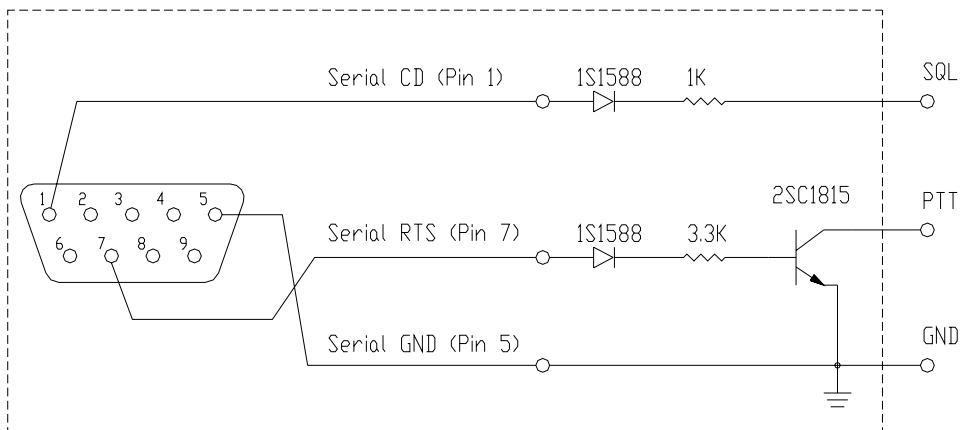 Serial CD (Pin 1) 1S1588 1K SQL
1 2 3 4 5
2SC1815 PTT
6 7 8 9
Serial RTS (Pin 7) 1S1588 3.3K
Serial GND (Pin 5) GND